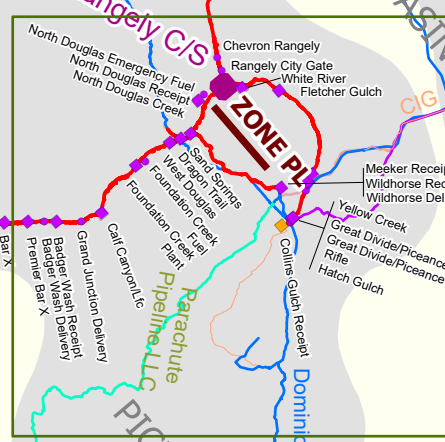 Rangely C/S
Chevron Rangely
Rangely City Gate
White River
Fletcher Gulch
North Douglas Emergency Fuel
North Douglas Receipt
North Douglas Creek
ZONE PL
CIG
Meeker Receip
Wildhorse Rec
Wildhorse Del
Sand Springs
Dragon Trail
West Douglas
Foundation Creek
Fuel
Foundation Creek
Plant
Yellow Creek
Great Divide/Piceance
Great Divide/Piceance
Rifle
Hatch Gulch
Collins Gulch Receipt
Calf Canyon/Lfc
Grand Junction Delivery
Badger Wash Receipt
Badger Wash Delivery
Premier Bar X
Bar X
Parachute
Pipeline LLC
Dominic
PIC
ASIN